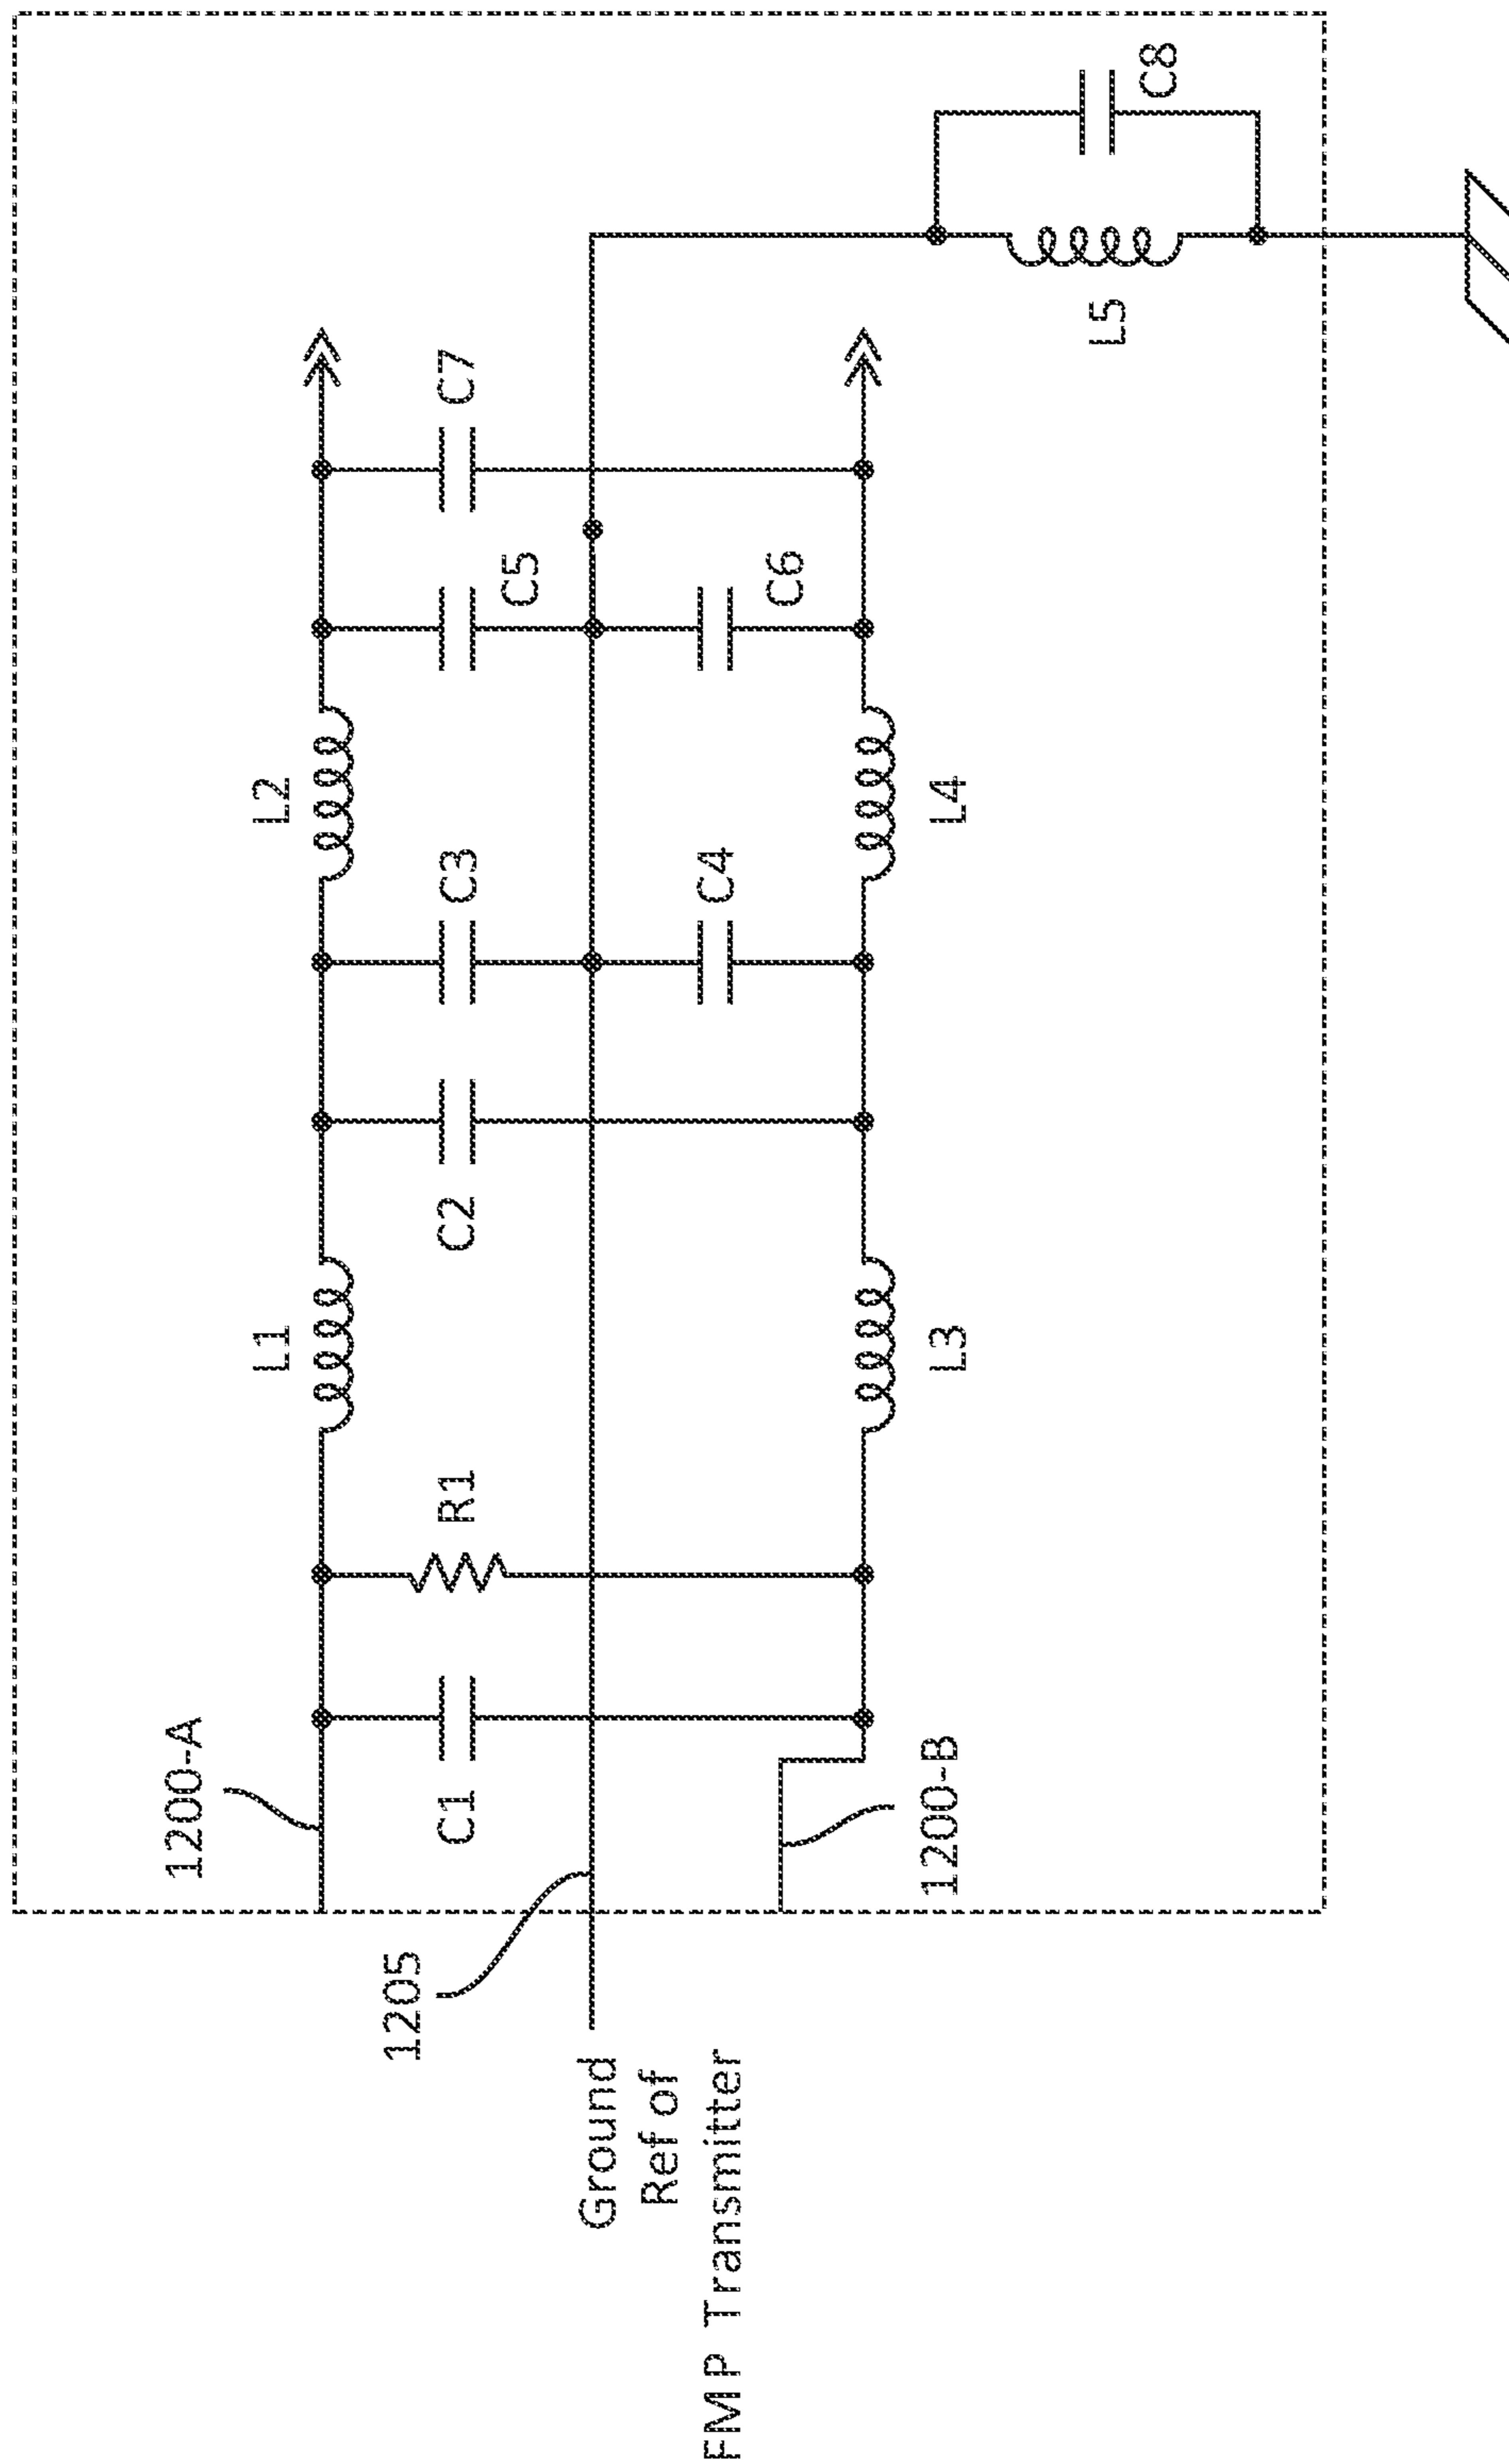 1200-A
1205
Ground
Ref of
FMP Transmitter
1200-B
C1
R1
L1
L3
C2
C3
C4
L2
L4
C5
C6
C7
L5
C8